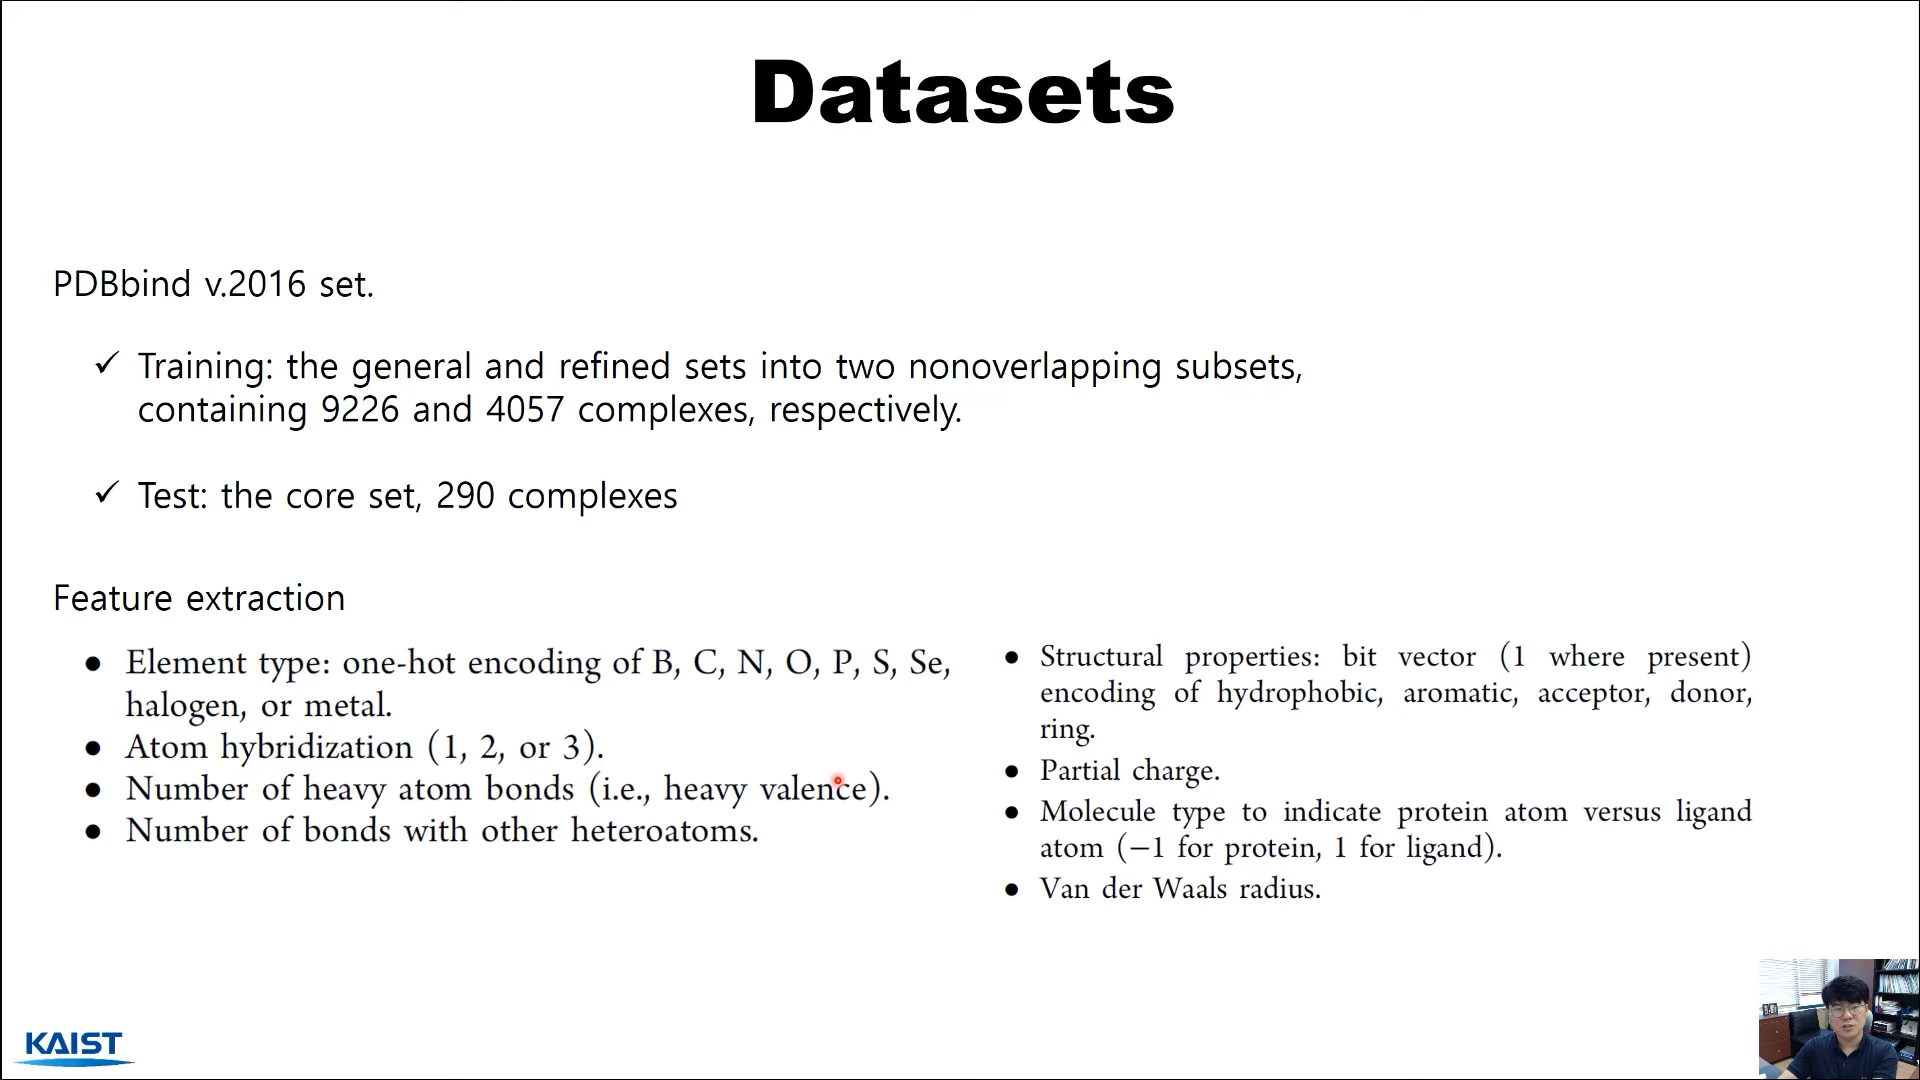 Datasets
PDBbind v.2016 set.
✓ Training: the general and refined sets into two nonoverlapping subsets,
containing 9226 and 4057 complexes, respectively.
✓ Test: the core set, 290 complexes
Feature extraction
● Element type: one-hot encoding of B, C, N, O, P, S, Se,
halogen, or metal.
● Atom hybridization (1, 2, or 3).
● Number of heavy atom bonds (i.e., heavy valence).
● Number of bonds with other heteroatoms.
● Structural properties: bit vector (1 where present)
encoding of hydrophobic, aromatic, acceptor, donor,
ring.
● Partial charge.
● Molecule type to indicate protein atom versus ligand
atom (−1 for protein, 1 for ligand).
● Van der Waals radius.
KAIST